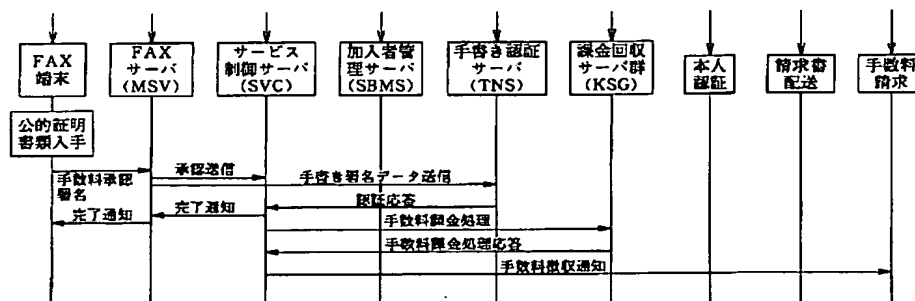 FAX
端末
FAX
サーバ
(MSV)
サービス
制御サーバ
(SVC)
加入者管
理サーバ
(SBMS)
手書き認証
サーバ
(TNS)
課金回収
サーバ群
(KSG)
本人
認証
請求書
配送
手数料
請求
公的証明
書類入手
手数料承認
署名
承認送信
手書き署名データ送信
認証応答
完了通知
完了通知
手数料課金処理
手数料課金処理応答
手数料徴収通知